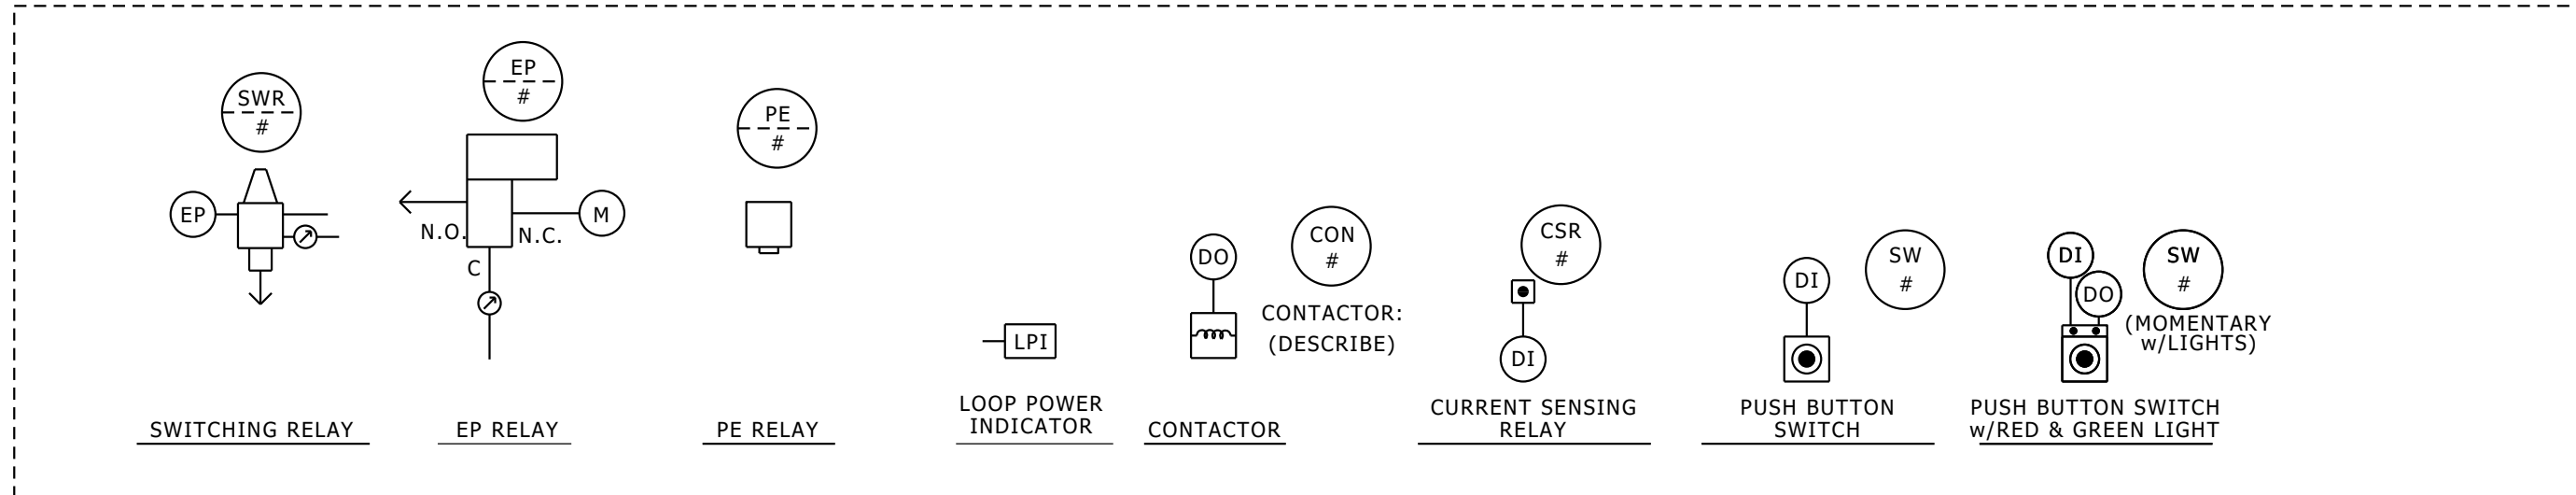 SWR
#
EP
SWITCHING RELAY
EP
#
N.O.
N.C.
M
C
EP RELAY
PE
#
PE RELAY
LPI
LOOP POWER
INDICATOR
DO
CON
#
CONTACTOR:
(DESCRIBE)
CONTACTOR
CSR
#
DI
CURRENT SENSING
RELAY
DI
SW
#
PUSH BUTTON
SWITCH
DI
DO
SW
#
(MOMENTARY
w/LIGHTS)
PUSH BUTTON SWITCH
w/RED & GREEN LIGHT